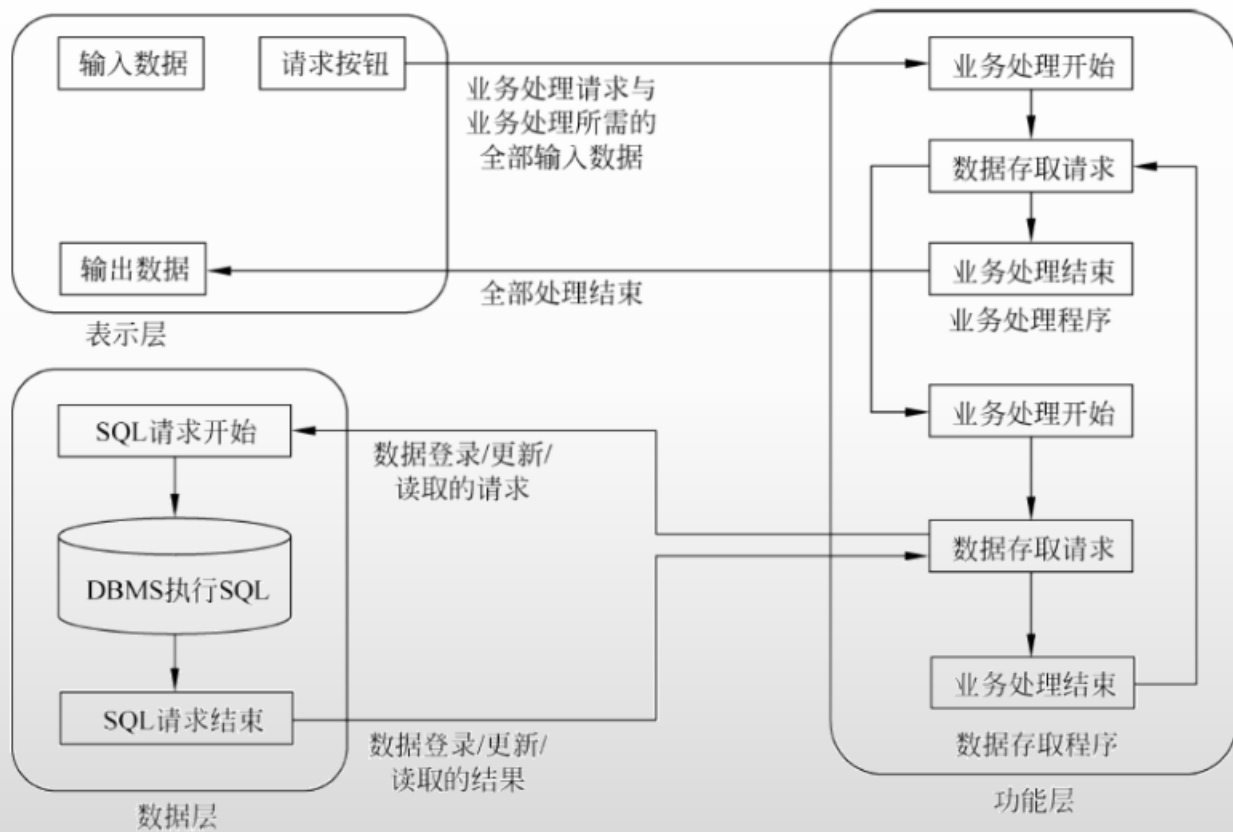 输入数据
请求按钮
业务处理请求与
业务处理所需的
全部输入数据
输出数据
全部处理结束
表示层
业务处理开始
数据存取请求
业务处理结束
业务处理程序
业务处理开始
数据存取请求
业务处理结束
数据存取程序
功能层
SQL请求开始
数据登录/更新/
读取的请求
DBMS执行SQL
SQL请求结束
数据登录/更新/
读取的结果
数据层